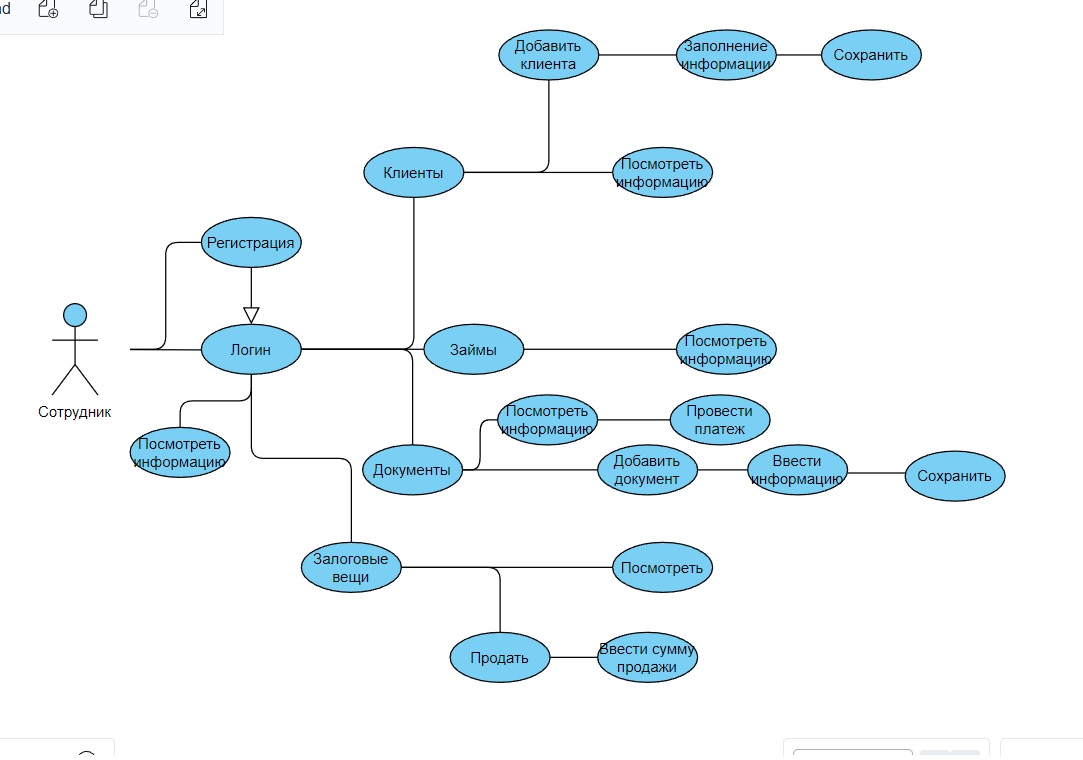 Добавить
клиента
Заполнение
информации
Сохранить
Клиенты
Посмотреть
информацию
Регистрация
Логин
Займы
Посмотреть
информацию
Сотрудник
Посмотреть
информацию
Посмотреть
информацию
Провести
платеж
Документы
Добавить
документ
Ввести
информацию
Сохранить
Залоговые
вещи
Посмотреть
Продать
Ввести сумму
продажи